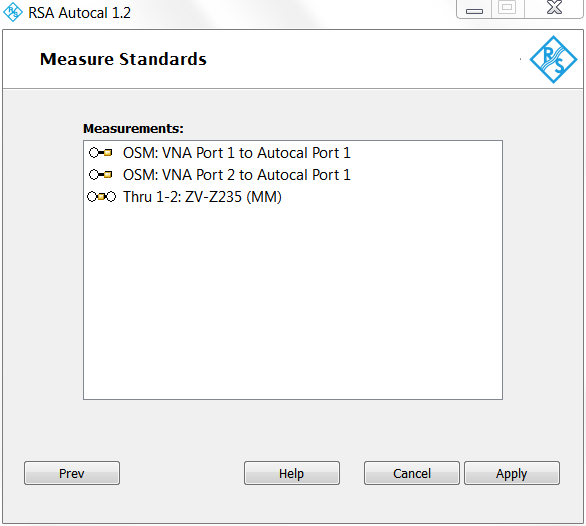 RSA Autocal 1.2
Measure Standards
R
S
Measurements:
OSM: VNA Port 1 to Autocal Port 1
OSM: VNA Port 2 to Autocal Port 1
Thru 1-2: ZV-Z235 (MM)
Prev
Help
Cancel
Apply